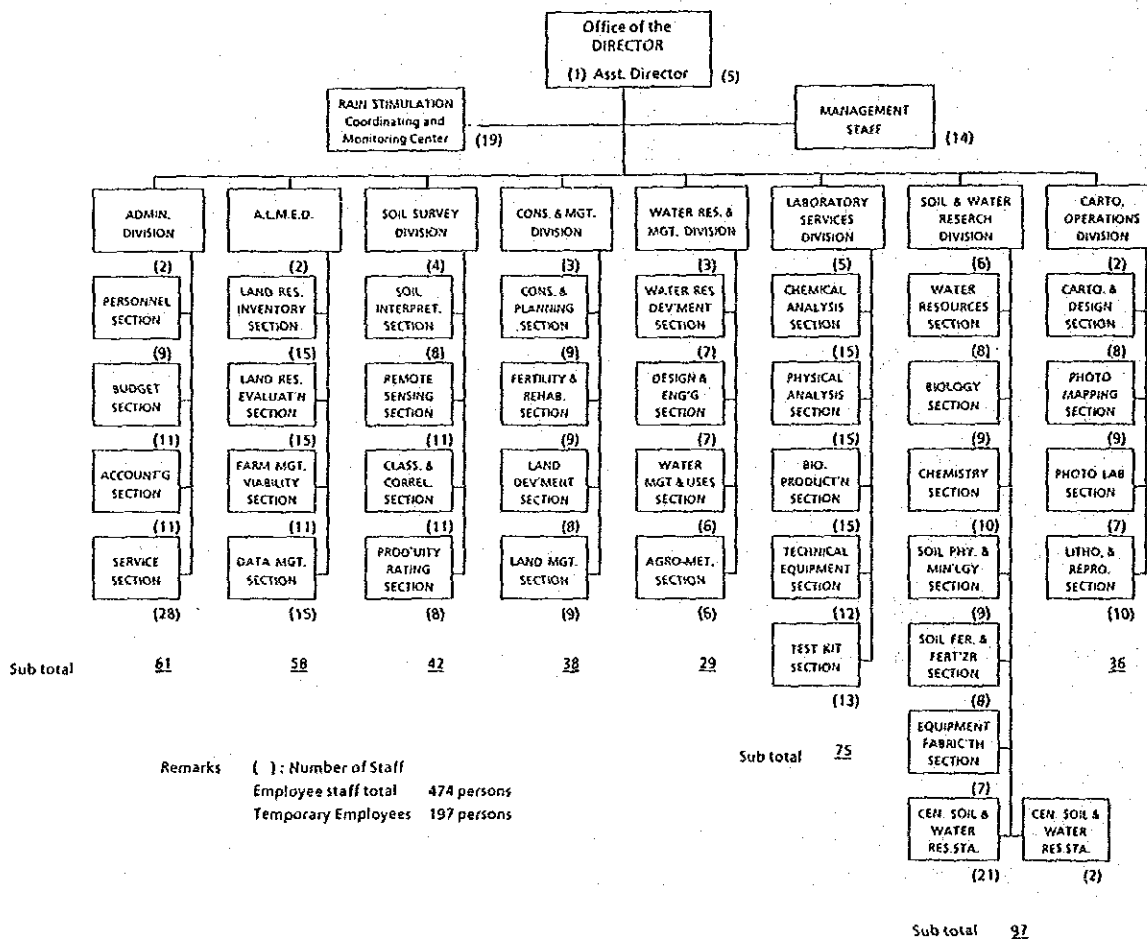 Office of the
DIRECTOR
(1) Asst. Director
(5)
RAIN STIMULATION
Coordinating and
Monitoring Center
(19)
MANAGEMENT
STAFF
(14)
ADMIN.
DIVISION
(2)
PERSONNEL
SECTION
(9)
BUDGET
SECTION
(11)
ACCOUNT'G
SECTION
(11)
SERVICE
SECTION
(28)
A.L.M.E.D.
(2)
LAND RES.
INVENTORY
SECTION
(15)
LAND RES.
EVALUAT'N
SECTION
(15)
FARM MGT.
VIABILITY
SECTION
(11)
DATA MGT.
SECTION
(15)
SOIL SURVEY
DIVISION
(4)
SOIL
INTERPRET.
SECTION
(8)
REMOTE
SENSING
SECTION
(11)
CLASS. &
CORREL.
SECTION
(11)
PROD'UITY
RATING
SECTION
(8)
CONS. & MGT.
DIVISION
(3)
CONS. &
PLANNING
SECTION
(9)
FERTILITY &
REHAB.
SECTION
(9)
LAND
DEV'MENT
SECTION
(8)
LAND MGT.
SECTION
(9)
WATER RES. &
MGT. DIVISION
(3)
WATER RES
DEV'MENT
SECTION
(7)
DESIGN &
ENG'G
SECTION
(7)
WATER
MGT & USES
SECTION
(6)
AGRO-MET.
SECTION
(6)
LABORATORY
SERVICES
DIVISION
(5)
CHEMICAL
ANALYSIS
SECTION
(15)
PHYSICAL
ANALYSIS
SECTION
(15)
BIO.
PRODUCT'N
SECTION
(15)
TECHNICAL
EQUIPMENT
SECTION
(12)
TEST KIT
SECTION
(13)
SOIL & WATER
RESERCH
DIVISION
(6)
WATER
RESOURCES
SECTION
(8)
BIOLOGY
SECTION
(9)
CHEMISTRY
SECTION
(10)
SOIL PHY. &
MIN'LGY
SECTION
(9)
SOIL FER. &
FERT'ZR
SECTION
(8)
EQUIPMENT
FABRIC'TH
SECTION
(7)
CEN. SOIL &
WATER
RES.STA.
(21)
CEN. SOIL &
WATER
RES.STA.
(2)
CARTO,
OPERATIONS
DIVISION
(2)
CARTO. &
DESIGN
SECTION
(8)
PHOTO
MAPPING
SECTION
(9)
PHOTO LAB
SECTION
(7)
LITHO, &
REPRO.
SECTION
(10)
Sub total 61 58 42 38 29 36
Sub total 75
Sub total 97
Remarks ( ) : Number of Staff
Employee staff total 474 persons
Temporary Employees 197 persons